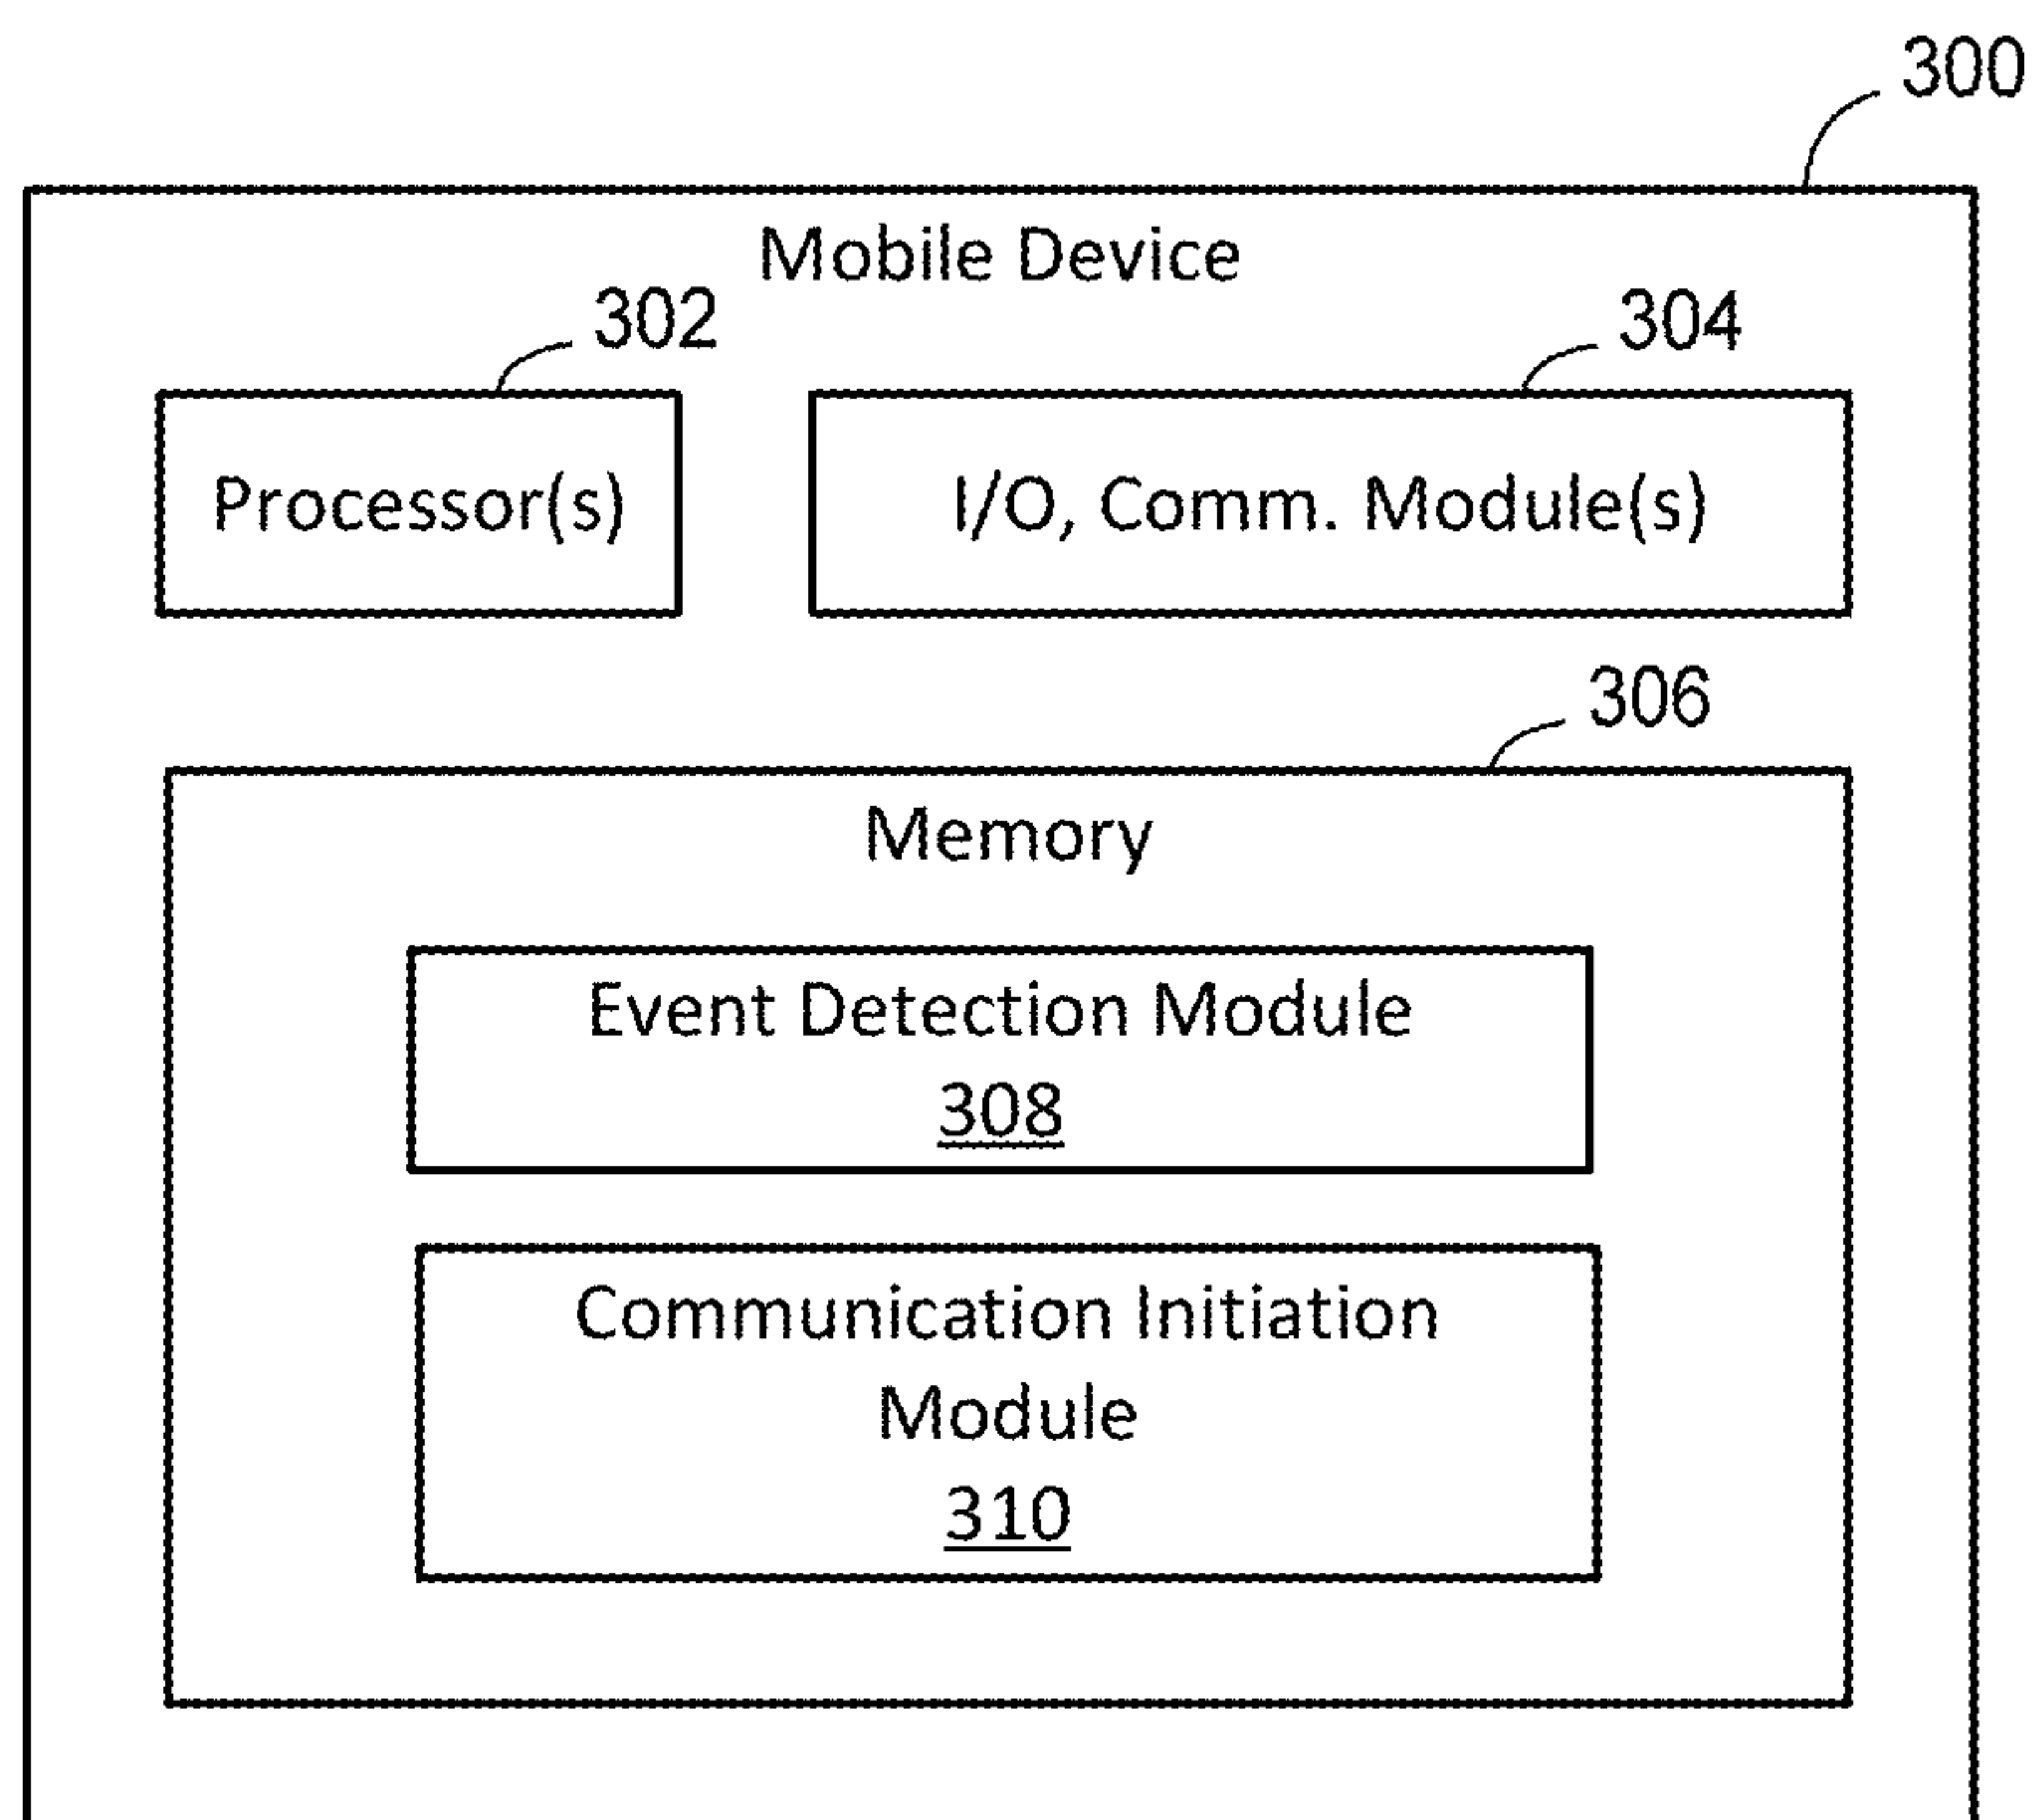 300
Mobile Device
302
304
Processor(s)
I/O, Comm. Module(s)
306
Memory
Event Detection Module
308
Communication Initiation
Module
310